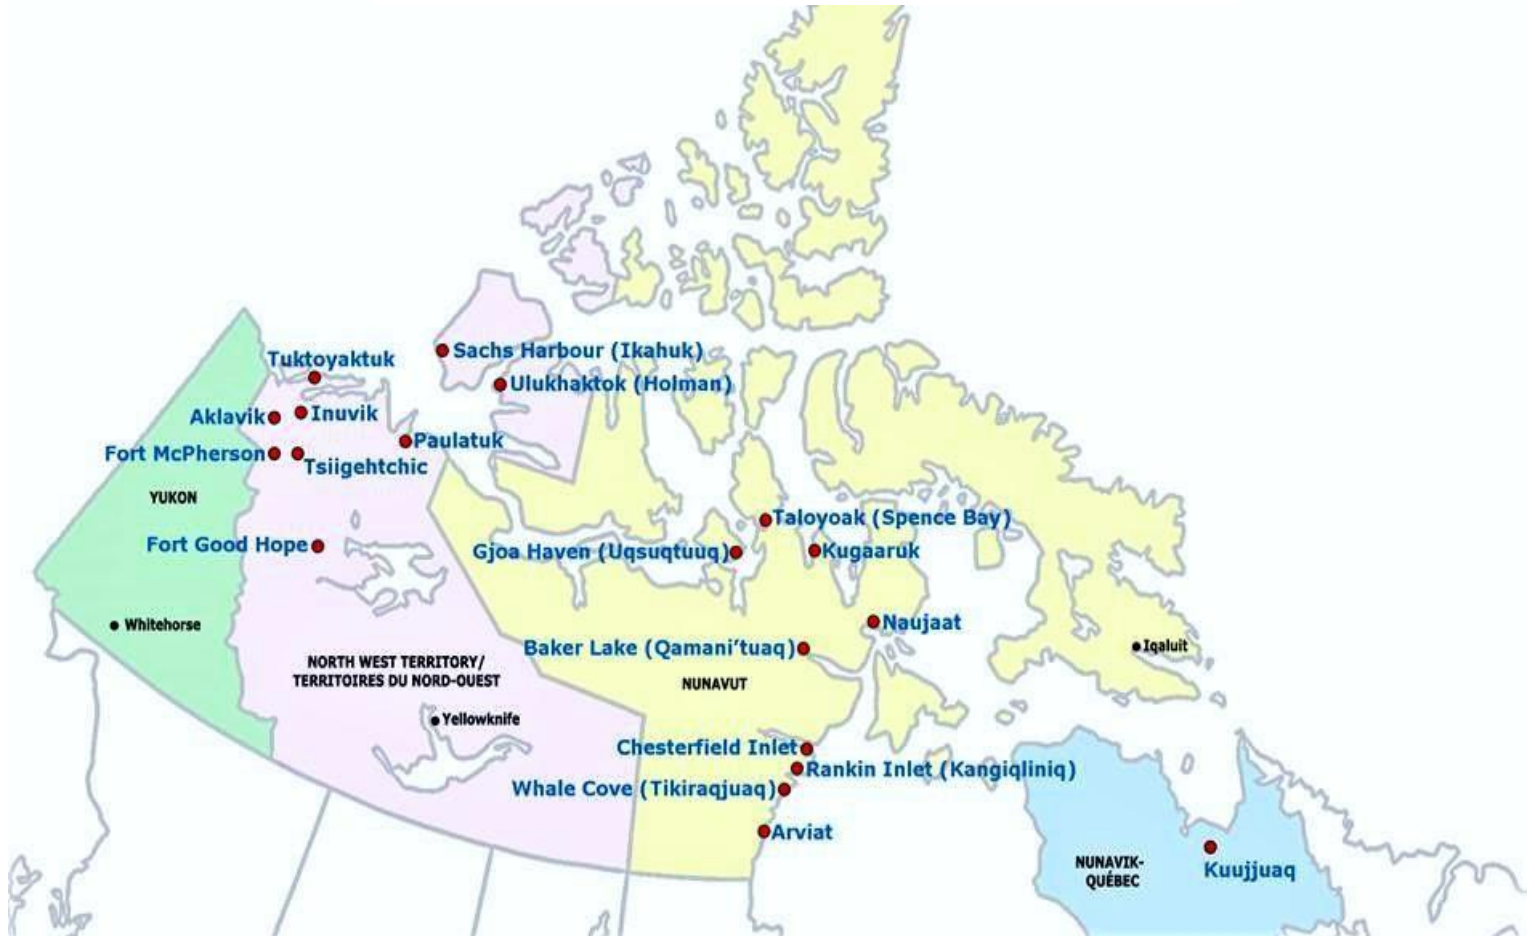 Sachs Harbour (Ikahuk)
Tuktoyaktuk
Ulukhaktok (Holman)
Aklavik
Inuvik
Paulatuk
Fort McPherson
Tsiigehtchic
YUKON
Taloyoak (Spence Bay)
Fort Good Hope
Gjoa Haven (Uqsuqtuuq)
Kugaaruk
Whitehorse
Naujaat
Baker Lake (Qamani’tuaq)
Iqaluit
NORTH WEST TERRITORY/
TERRITOIRES DU NORD-OUEST
NUNAVUT
Yellowknife
Chesterfield Inlet
Rankin Inlet (Kangiqliniq)
Whale Cove (Tikiraqjuaq)
Arviat
NUNAVIK-
QUÉBEC
Kuujjuaq